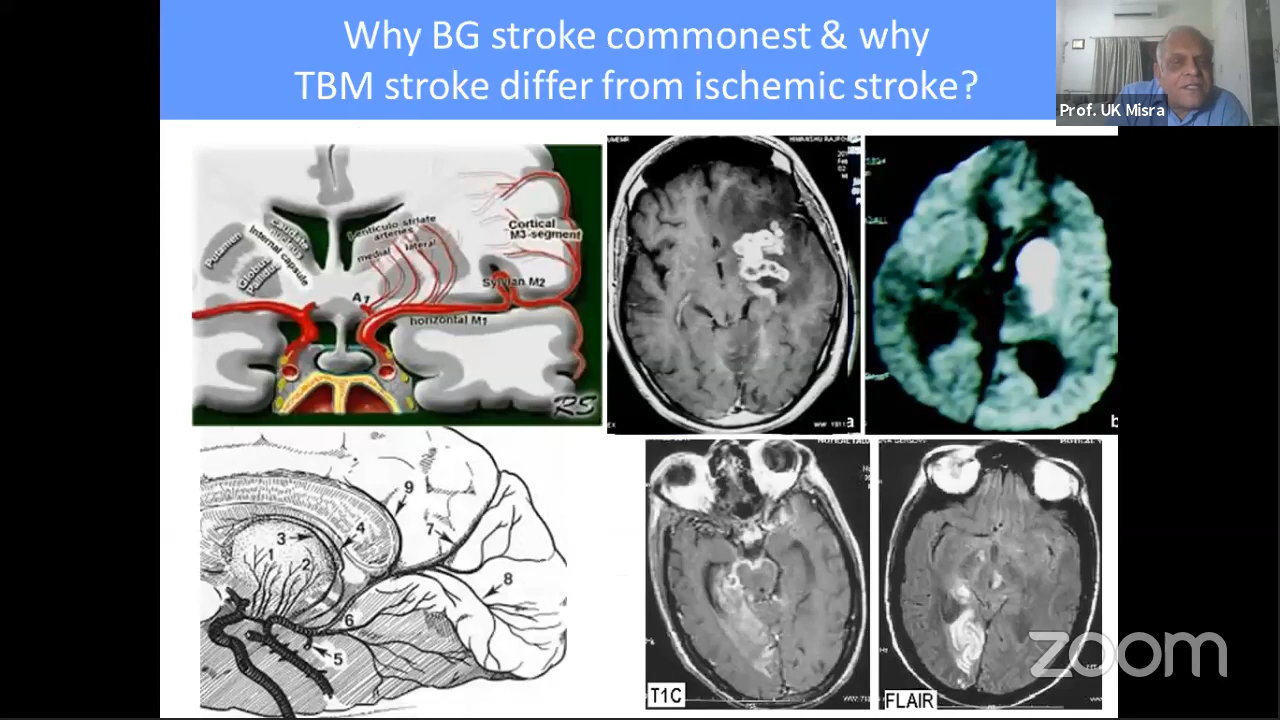 Why BG stroke commonest & why
TBM stroke differ from ischemic stroke?
Prof. UK Misra
Putamen
Globus
Internal capsule
Lenticulo-striate
arteries
medial
lateral
Cortical
M3-segment
Sylvian M2
A1
horizontal M1
RS
a
b
9
4
7
3
1
2
8
6
5
T1C
FLAIR
zoom